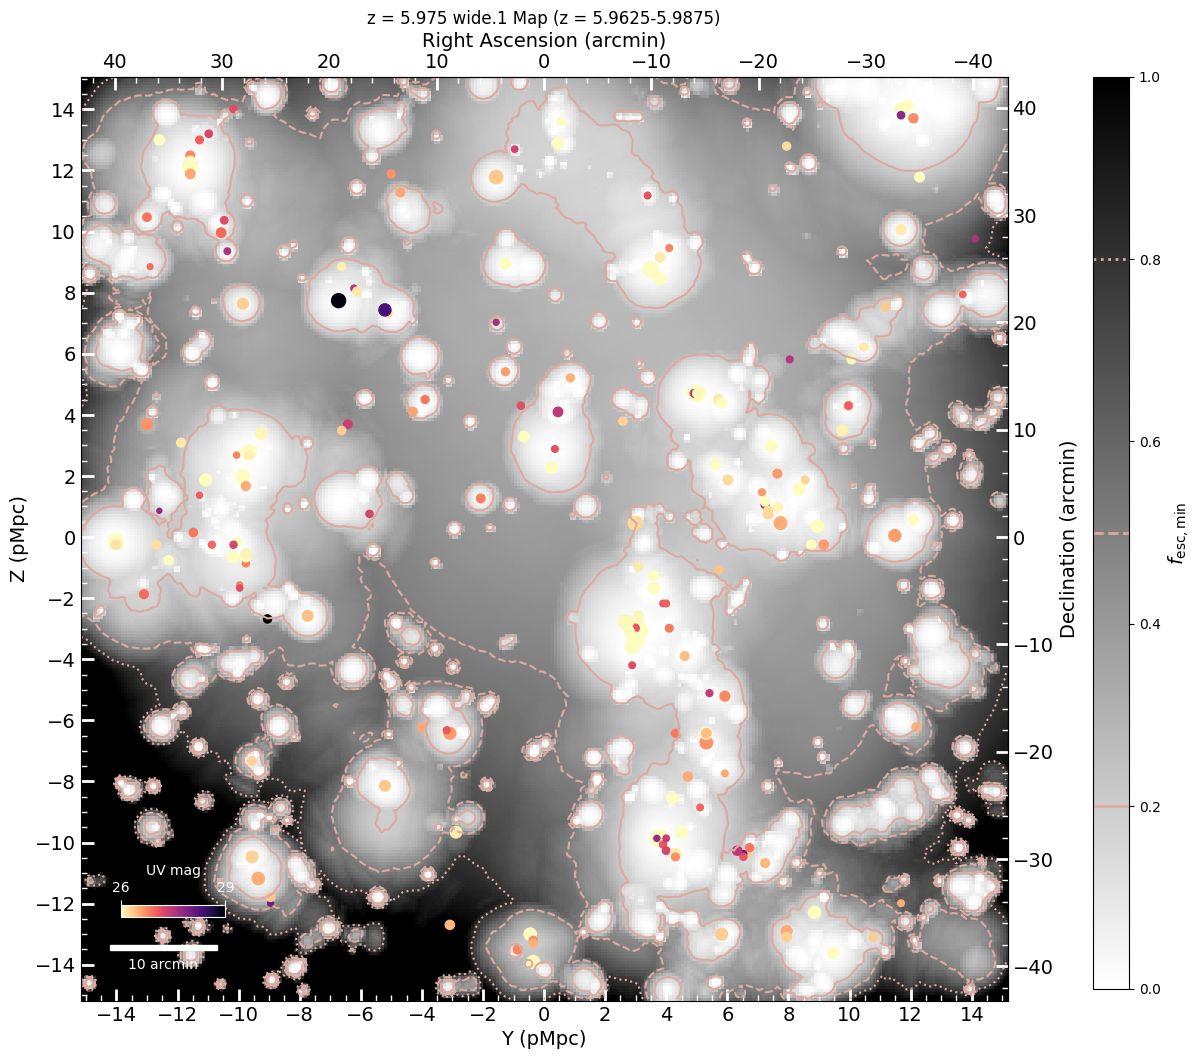 z = 5.975 wide.1 Map (z = 5.9625-5.9875)
Right Ascension (arcmin)
40 30 20 10 0 −10 −20 −30 −40
14 12 10 8 6 4 2 0 −2 −4 −6 −8 −10 −12 −14
Z (pMpc)
40 30 20 10 0 −10 −20 −30 −40
Declination (arcmin)
UV mag
26 29
10 arcmin
−14 −12 −10 −8 −6 −4 −2 0 2 4 6 8 10 12 14
Y (pMpc)
1.0
0.8
0.6
0.4
0.2
0.0
f_esc,min